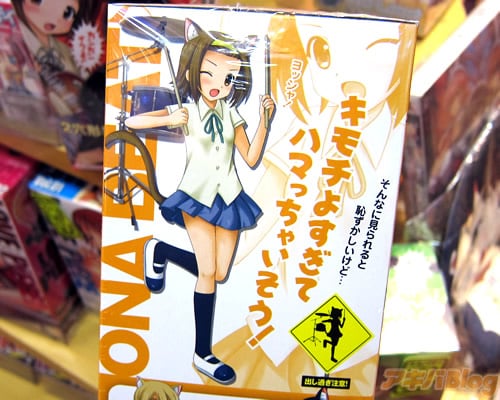 ヨッシャ!
キモチよすぎて
ハマっちゃいそう!
そんなに見られると
恥ずかしいけど…
出し過ぎ注意!
アキバBlog